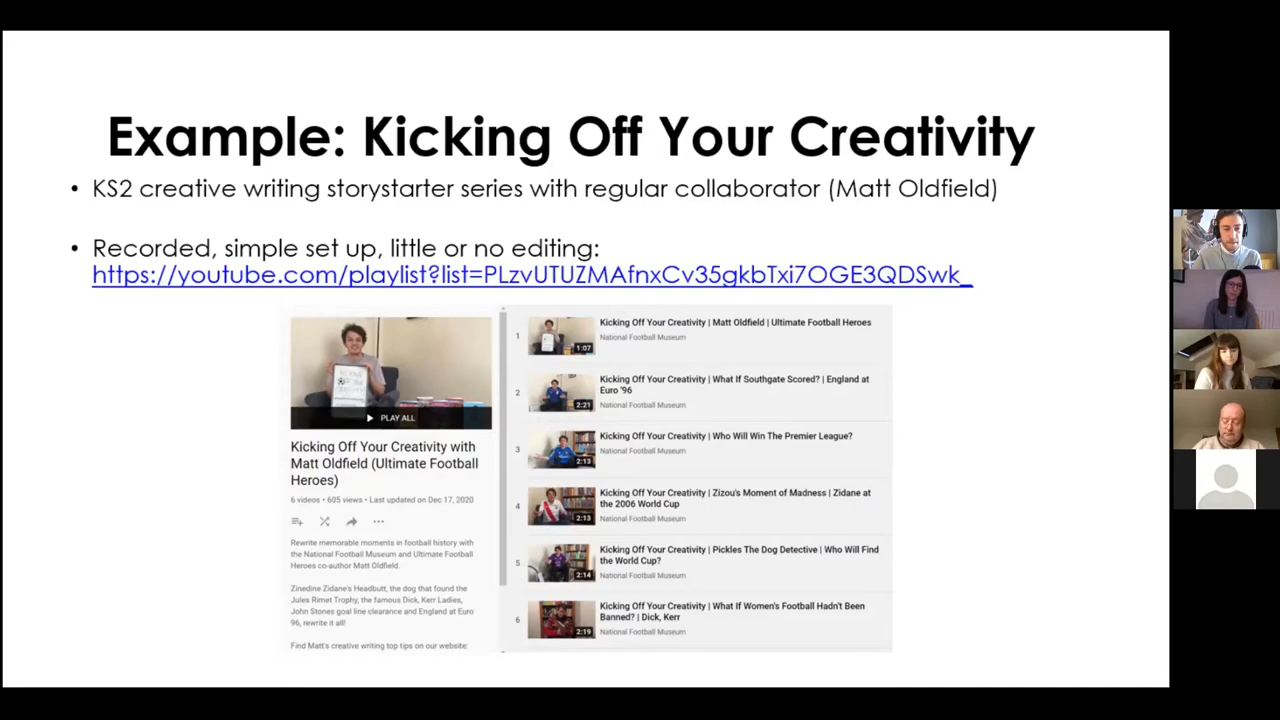 Example: Kicking Off Your Creativity
• KS2 creative writing storystarter series with regular collaborator (Matt Oldfield)
• Recorded, simple set up, little or no editing:
https://youtube.com/playlist?list=PLzvUTUZMAfnxCv35gkbTxi7OGE3QDSwk_
PLAY ALL
Kicking Off Your Creativity with
Matt Oldfield (Ultimate Football
Heroes)
6 videos • 605 views • Last updated on Dec 17, 2020
Rewrite memorable moments in football history with
the National Football Museum and Ultimate Football
Heroes co-author Matt Oldfield.
Zinedine Zidane's Headbutt, the dog that found the
Jules Rimet Trophy, the famous Dick, Kerr Ladies,
John Stones goal line clearance and England at Euro
96, rewrite it all!
Find Matt's creative writing top tips on our website:
1
1:07
Kicking Off Your Creativity | Matt Oldfield | Ultimate Football Heroes
National Football Museum
2
2:21
Kicking Off Your Creativity | What If Southgate Scored? | England at
Euro '96
National Football Museum
3
2:13
Kicking Off Your Creativity | Who Will Win The Premier League?
National Football Museum
4
2:13
Kicking Off Your Creativity | Zizou's Moment of Madness | Zidane at
the 2006 World Cup
National Football Museum
5
2:14
Kicking Off Your Creativity | Pickles The Dog Detective | Who Will Find
the World Cup?
National Football Museum
6
2:19
Kicking Off Your Creativity | What If Women's Football Hadn't Been
Banned? | Dick, Kerr
National Football Museum